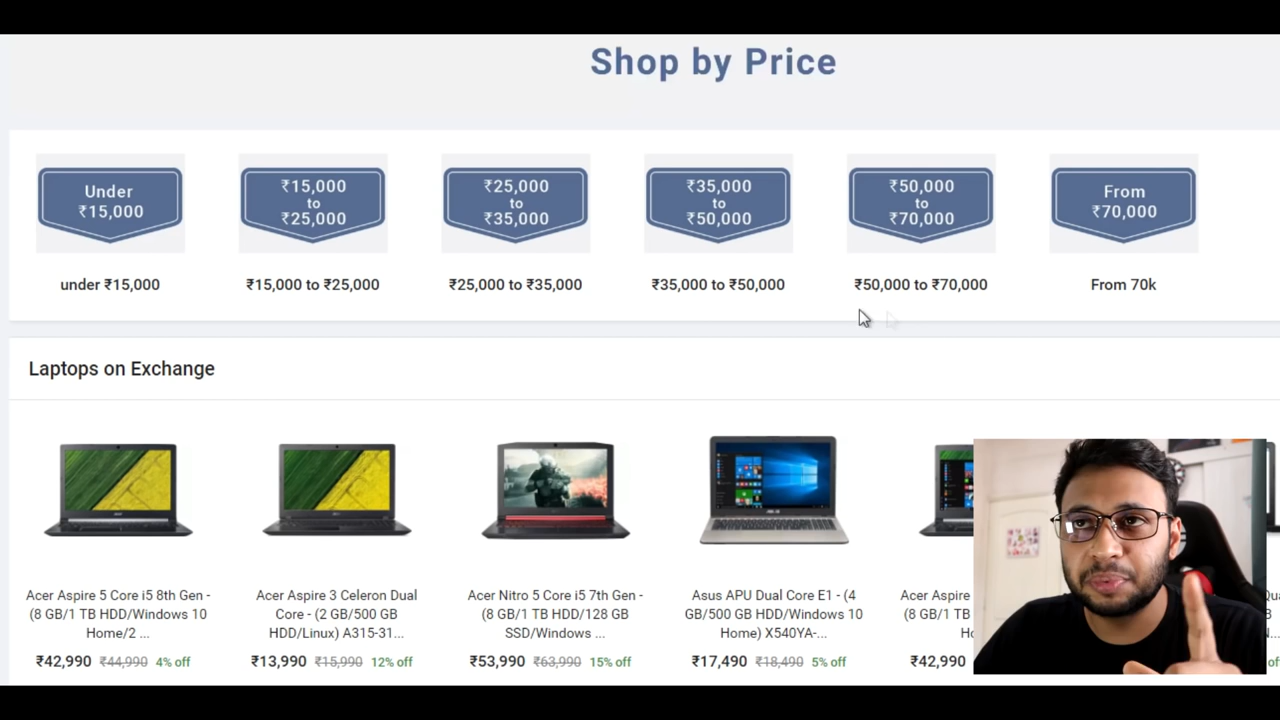 Shop by Price
Under
₹15,000
₹15,000
to
₹25,000
₹25,000
to
₹35,000
₹35,000
to
₹50,000
₹50,000
to
₹70,000
From
₹70,000
under ₹15,000
₹15,000 to ₹25,000
₹25,000 to ₹35,000
₹35,000 to ₹50,000
₹50,000 to ₹70,000
From 70k
Laptops on Exchange
Acer Aspire 5 Core i5 8th Gen -
(8 GB/1 TB HDD/Windows 10
Home/2 ...
₹42,990 ₹44,990 4% off
Acer Aspire 3 Celeron Dual
Core - (2 GB/500 GB
HDD/Linux) A315-31...
₹13,990 ₹15,990 12% off
Acer Nitro 5 Core i5 7th Gen -
(8 GB/1 TB HDD/128 GB
SSD/Windows ...
₹53,990 ₹63,990 15% off
Asus APU Dual Core E1 - (4
GB/500 GB HDD/Windows 10
Home) X540YA-...
₹17,490 ₹18,490 5% off
Acer Aspire
(8 GB/1 TB H
₹42,990